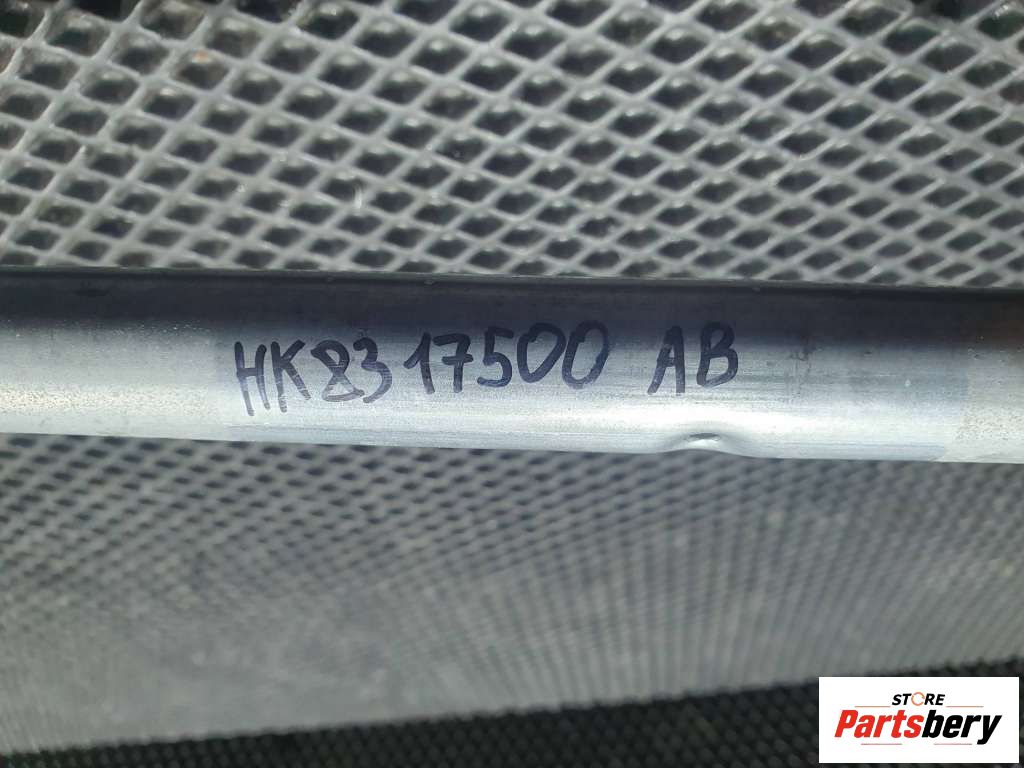 HK83 17500 AB
STORE
Partsbery